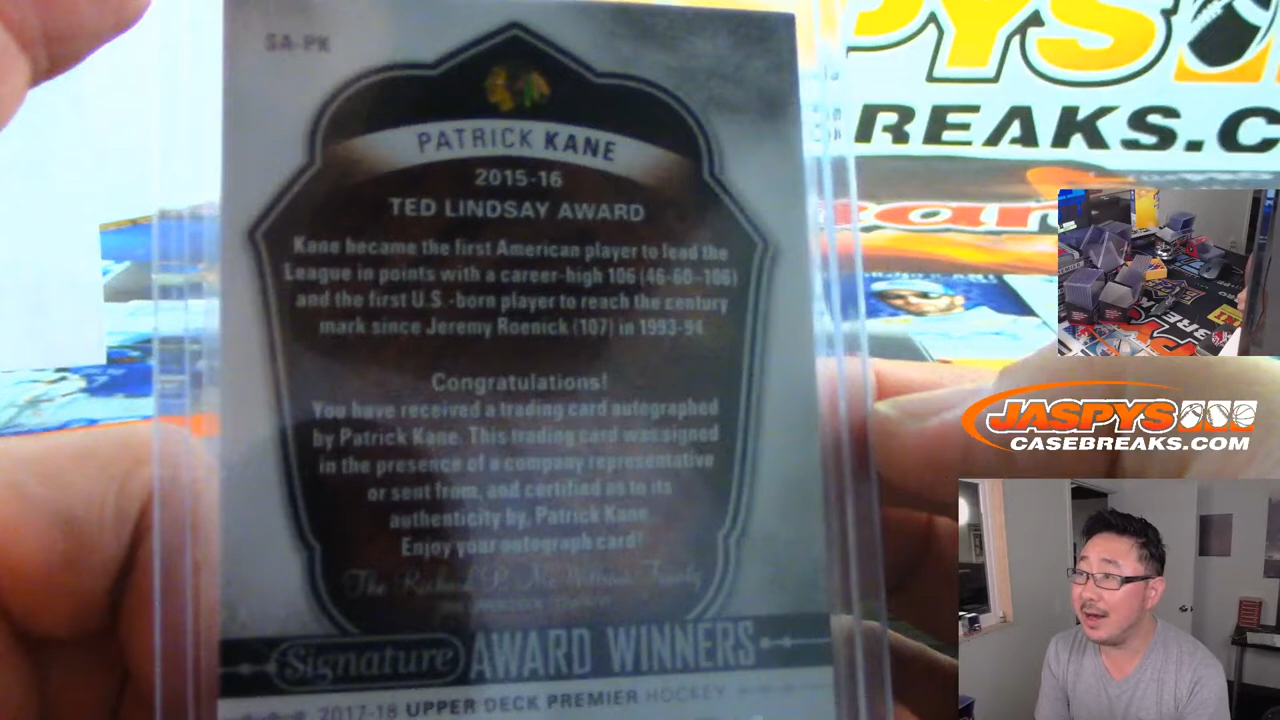 SA-PK
PATRICK KANE
2015-16
TED LINDSAY AWARD
Kane became the first American player to lead the
League in points with a career-high 106 (46-60-106)
and the first U.S.-born player to reach the century
mark since Jeremy Roenick (107) in 1993-94
Congratulations!
You have received a trading card autographed
by Patrick Kane. This trading card was signed
in the presence of a company representative
or sent from, and certified as to its
authenticity by, Patrick Kane.
Enjoy your autograph card!
The Richard P. McWilliam Family
Signature AWARD WINNERS
2017-18 UPPER DECK PREMIER HOCKEY
YS
REAKS.C
JASPYS
CASEBREAKS.COM